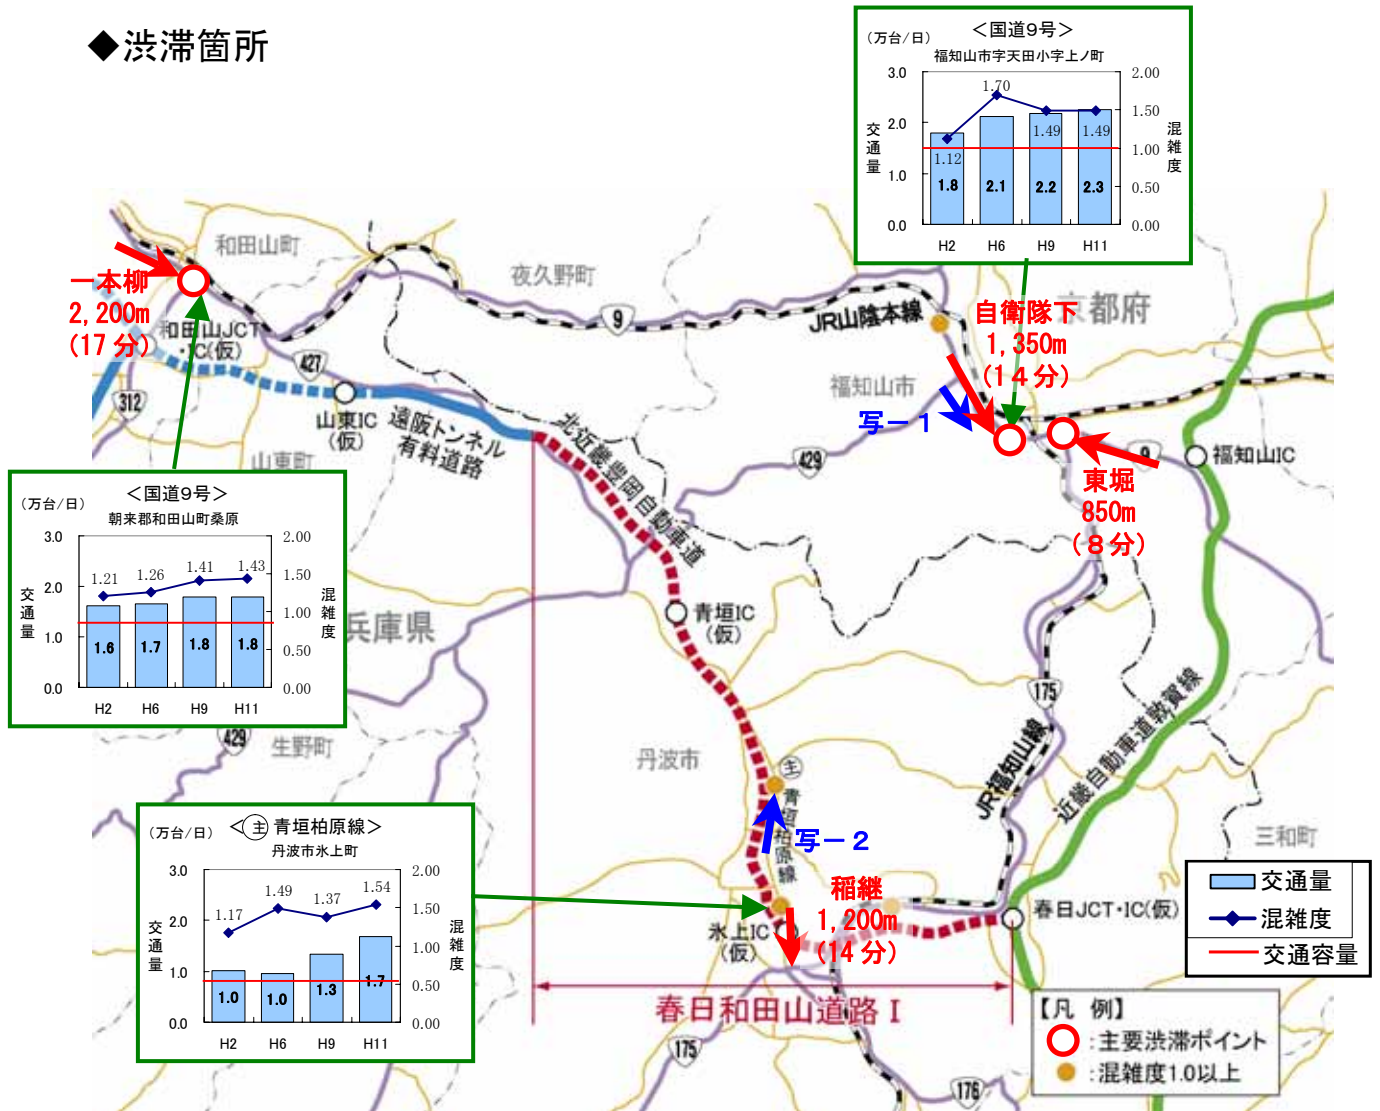 ◆渋滞箇所
<国道9号>
(万台/日)
福知山市字天田小字上ノ町
3.0
2.0
1.0
0.0
交通量
2.00
1.50
1.00
0.50
0.00
混雑度
1.12
1.70
1.49
1.49
1.8
2.1
2.2
2.3
H2 H6 H9 H11
和田山町
一本柳
2,200m
(17分)
和田山JCT
・IC(仮)
夜久野町
9
427
312
山東IC
(仮)
山東町
遠阪トンネル
有料道路
北近畿豊岡自動車道
JR山陰本線
自衛隊下
1,350m
(14分)
京都府
福知山市
写-1
429
9
福知山IC
東堀
850m
(8分)
<国道9号>
(万台/日)
朝来郡和田山町桑原
3.0
2.0
1.0
0.0
交通量
2.00
1.50
1.00
0.50
0.00
混雑度
1.21
1.26
1.41
1.43
1.6
1.7
1.8
1.8
H2 H6 H9 H11
兵庫県
青垣IC
(仮)
429
生野町
丹波市
175
JR福知山線
近畿自動車道敦賀線
三和町
主
青垣柏原線
写-2
<主 青垣柏原線>
(万台/日)
丹波市氷上町
3.0
2.0
1.0
0.0
交通量
2.00
1.50
1.00
0.50
0.00
混雑度
1.17
1.49
1.37
1.54
1.0
1.0
1.3
1.7
H2 H6 H9 H11
稲継
1,200m
(14分)
氷上IC
(仮)
春日JCT・IC(仮)
春日和田山道路Ⅰ
175
176
交通量
混雑度
交通容量
【凡 例】
:主要渋滞ポイント
:混雑度1.0以上